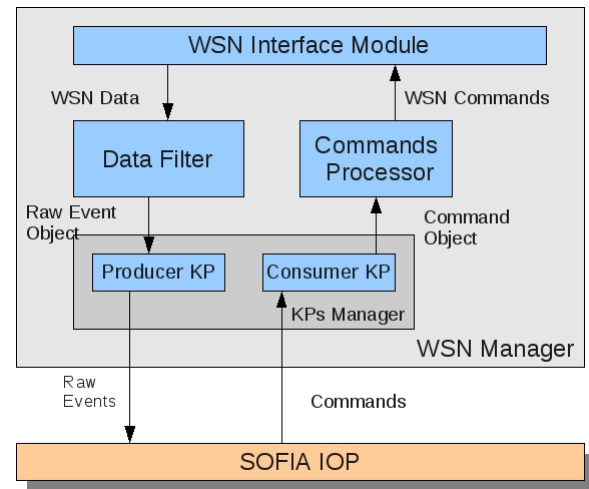 WSN Interface Module
WSN Data
WSN Commands
Data Filter
Commands
Processor
Raw Event
Object
Command
Object
Producer KP
Consumer KP
KPs Manager
WSN Manager
Raw
Events
Commands
SOFIA IOP